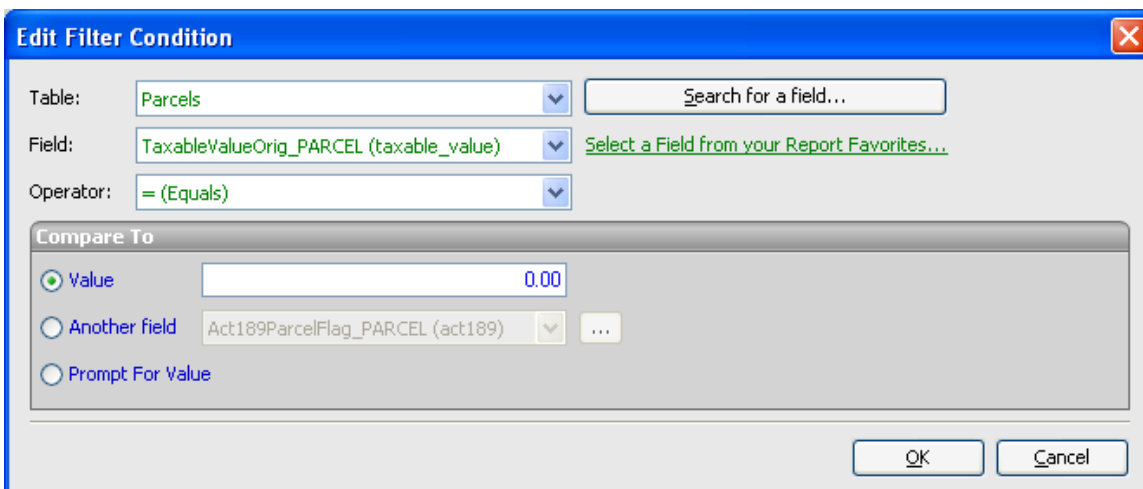 Edit Filter Condition
Table: Parcels Search for a field...
Field: TaxableValueOrig_PARCEL (taxable_value) Select a Field from your Report Favorites...
Operator: = (Equals)
Compare To
Value 0.00
Another field Act189ParcelFlag_PARCEL (act189) ...
Prompt For Value
OK Cancel